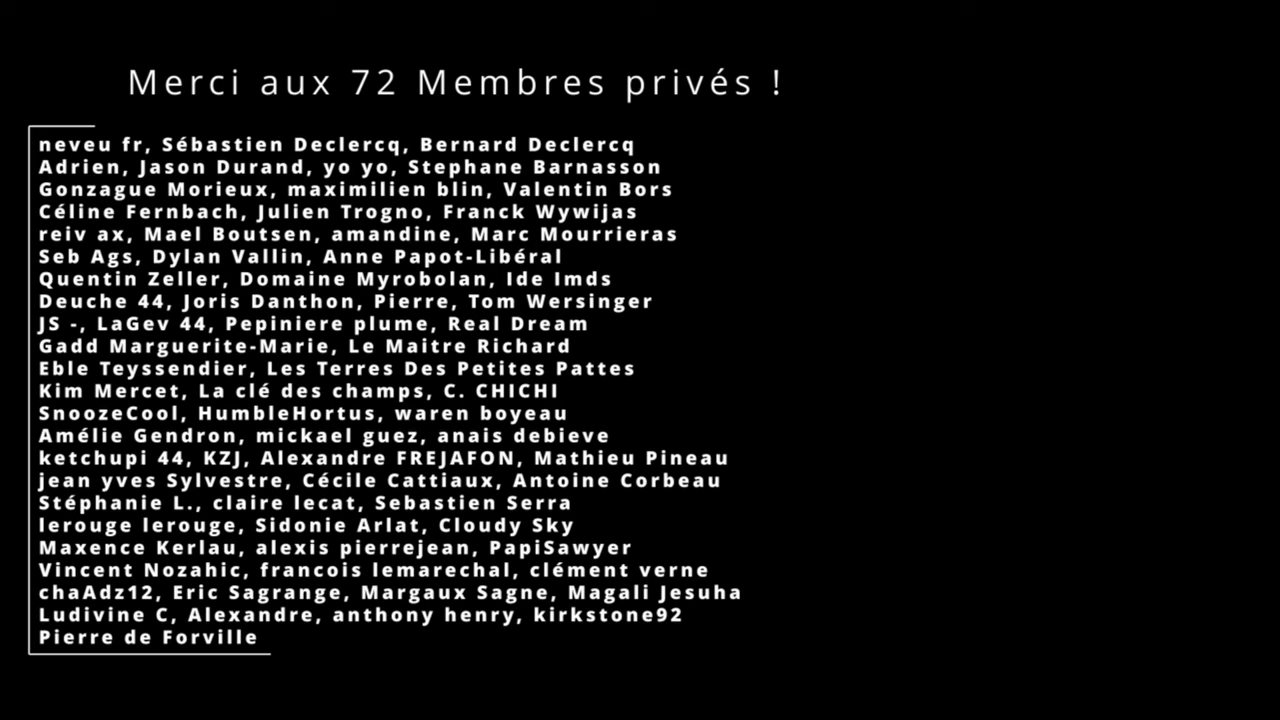 Merci aux 72 Membres privés !
neveu fr, Sébastien Declercq, Bernard Declercq
Adrien, Jason Durand, yo yo, Stephane Barnasson
Gonzague Morieux, maximilien blin, Valentin Bors
Céline Fernbach, Julien Trogno, Franck Wywijas
reiv ax, Mael Boutsen, amandine, Marc Mourrieras
Seb Ags, Dylan Vallin, Anne Papot-Libéral
Quentin Zeller, Domaine Myrobolan, Ide Imds
Deuche 44, Joris Danthon, Pierre, Tom Wersinger
JS -, LaGev 44, Pepiniere plume, Real Dream
Gadd Marguerite-Marie, Le Maitre Richard
Eble Teyssendier, Les Terres Des Petites Pattes
Kim Mercet, La clé des champs, C. CHICHI
SnoozeCool, HumbleHortus, waren boyeau
Amélie Gendron, mickael guez, anais debieve
ketchupi 44, KZJ, Alexandre FREJAFON, Mathieu Pineau
jean yves Sylvestre, Cécile Cattiaux, Antoine Corbeau
Stéphanie L., claire lecat, Sebastien Serra
lerouge lerouge, Sidonie Arlat, Cloudy Sky
Maxence Kerlau, alexis pierrejean, PapiSawyer
Vincent Nozahic, francois lemarechal, clément verne
chaAdz12, Eric Sagrange, Margaux Sagne, Magali Jesuha
Ludivine C, Alexandre, anthony henry, kirkstone92
Pierre de Forville